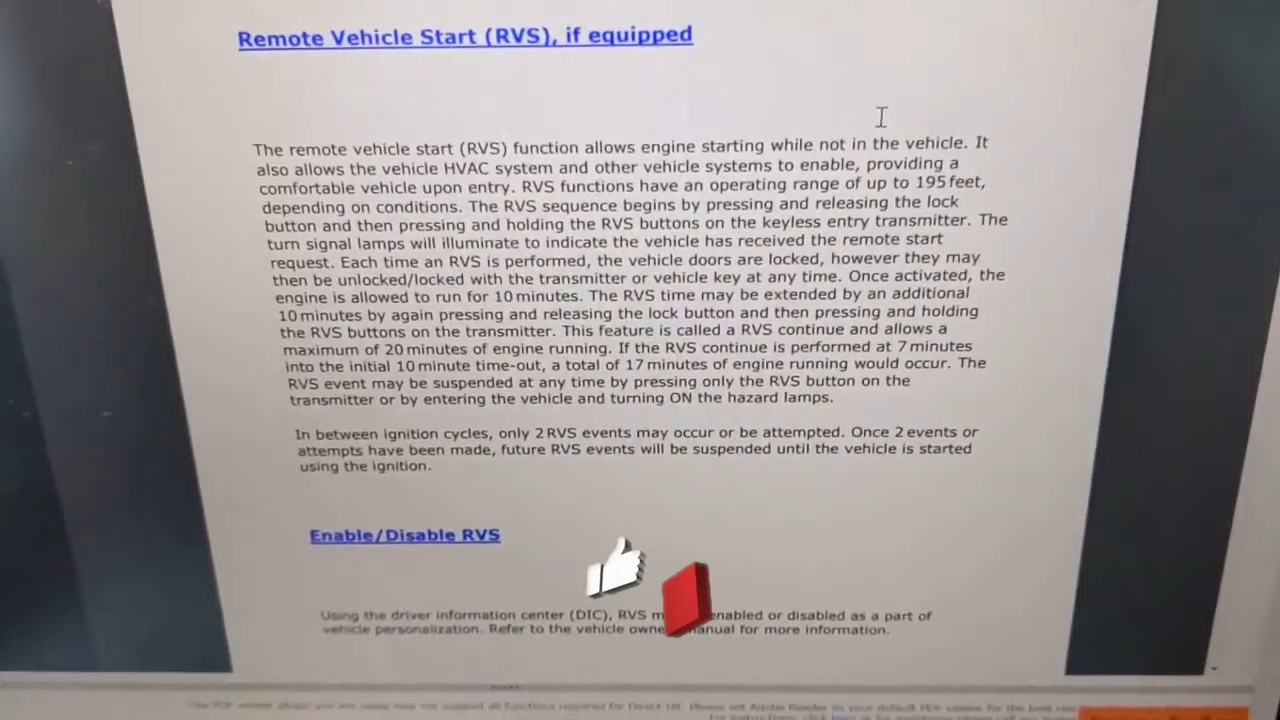 Remote Vehicle Start (RVS), if equipped
The remote vehicle start (RVS) function allows engine starting while not in the vehicle. It
also allows the vehicle HVAC system and other vehicle systems to enable, providing a
comfortable vehicle upon entry. RVS functions have an operating range of up to 195 feet,
depending on conditions. The RVS sequence begins by pressing and releasing the lock
button and then pressing and holding the RVS buttons on the keyless entry transmitter. The
turn signal lamps will illuminate to indicate the vehicle has received the remote start
request. Each time an RVS is performed, the vehicle doors are locked, however they may
then be unlocked/locked with the transmitter or vehicle key at any time. Once activated, the
engine is allowed to run for 10 minutes. The RVS time may be extended by an additional
10 minutes by again pressing and releasing the lock button and then pressing and holding
the RVS buttons on the transmitter. This feature is called a RVS continue and allows a
maximum of 20 minutes of engine running. If the RVS continue is performed at 7 minutes
into the initial 10 minute time-out, a total of 17 minutes of engine running would occur. The
RVS event may be suspended at any time by pressing only the RVS button on the
transmitter or by entering the vehicle and turning ON the hazard lamps.
In between ignition cycles, only 2 RVS events may occur or be attempted. Once 2 events or
attempts have been made, future RVS events will be suspended until the vehicle is started
using the ignition.
Enable/Disable RVS
Using the driver information center (DIC), RVS enabled or disabled as a part of
vehicle personalization. Refer to the vehicle for more information.